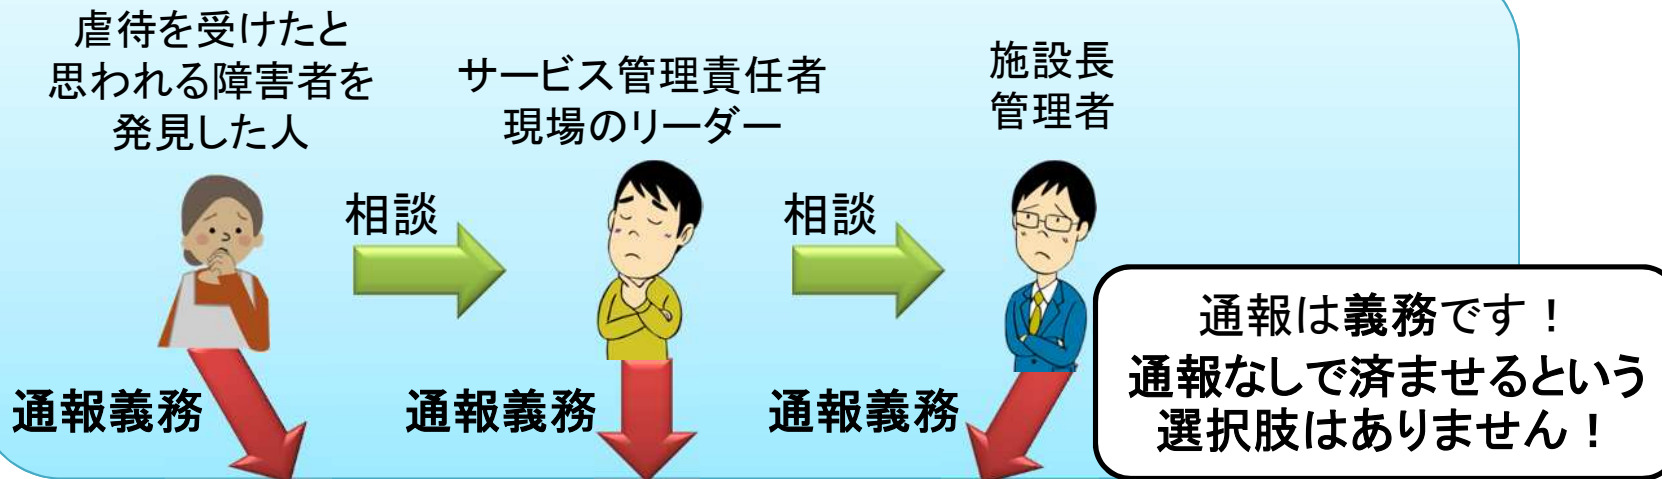 虐待を受けたと
思われる障害者を
発見した人
サービス管理責任者
現場のリーダー
施設長
管理者
相談
相談
通報義務
通報義務
通報義務
通報は義務です！
通報なしで済ませるという
選択肢はありません！